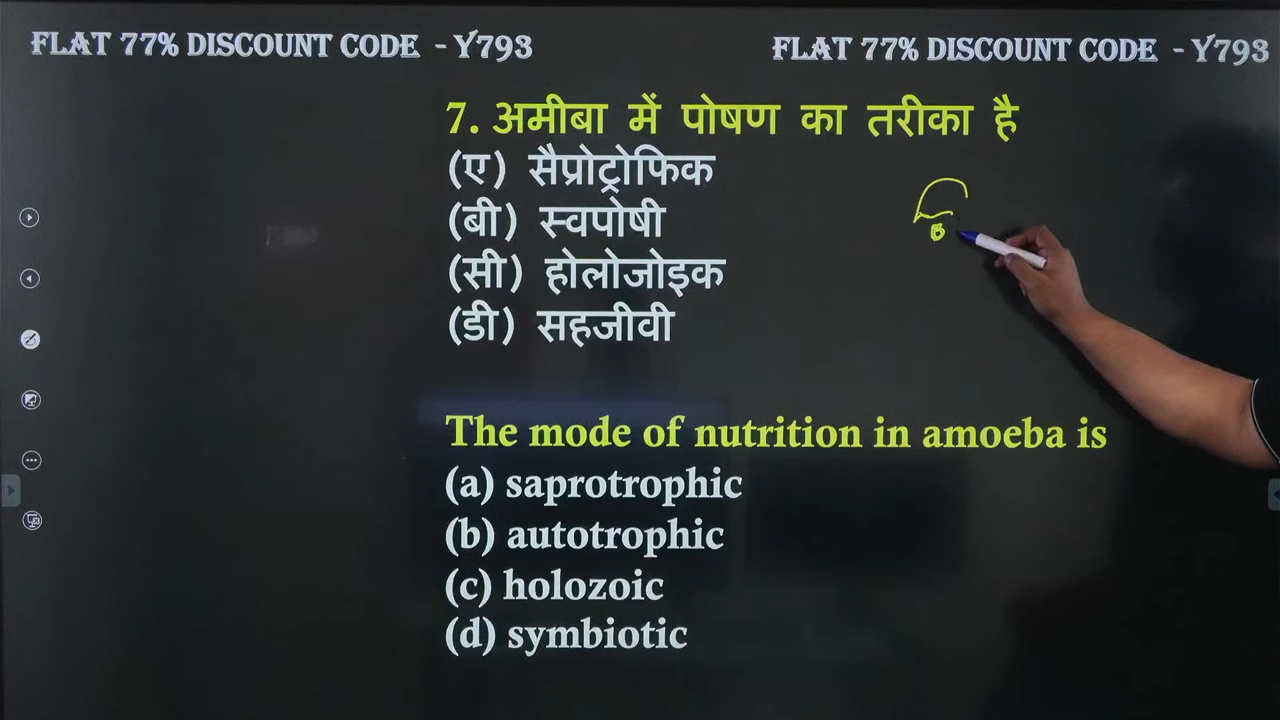 FLAT 77% DISCOUNT CODE - Y793
FLAT 77% DISCOUNT CODE - Y793
7. अमीबा में पोषण का तरीका है
(ए) सैप्रोट्रोफिक
(बी) स्वपोषी
(सी) होलोजोइक
(डी) सहजीवी
The mode of nutrition in amoeba is
(a) saprotrophic
(b) autotrophic
(c) holozoic
(d) symbiotic